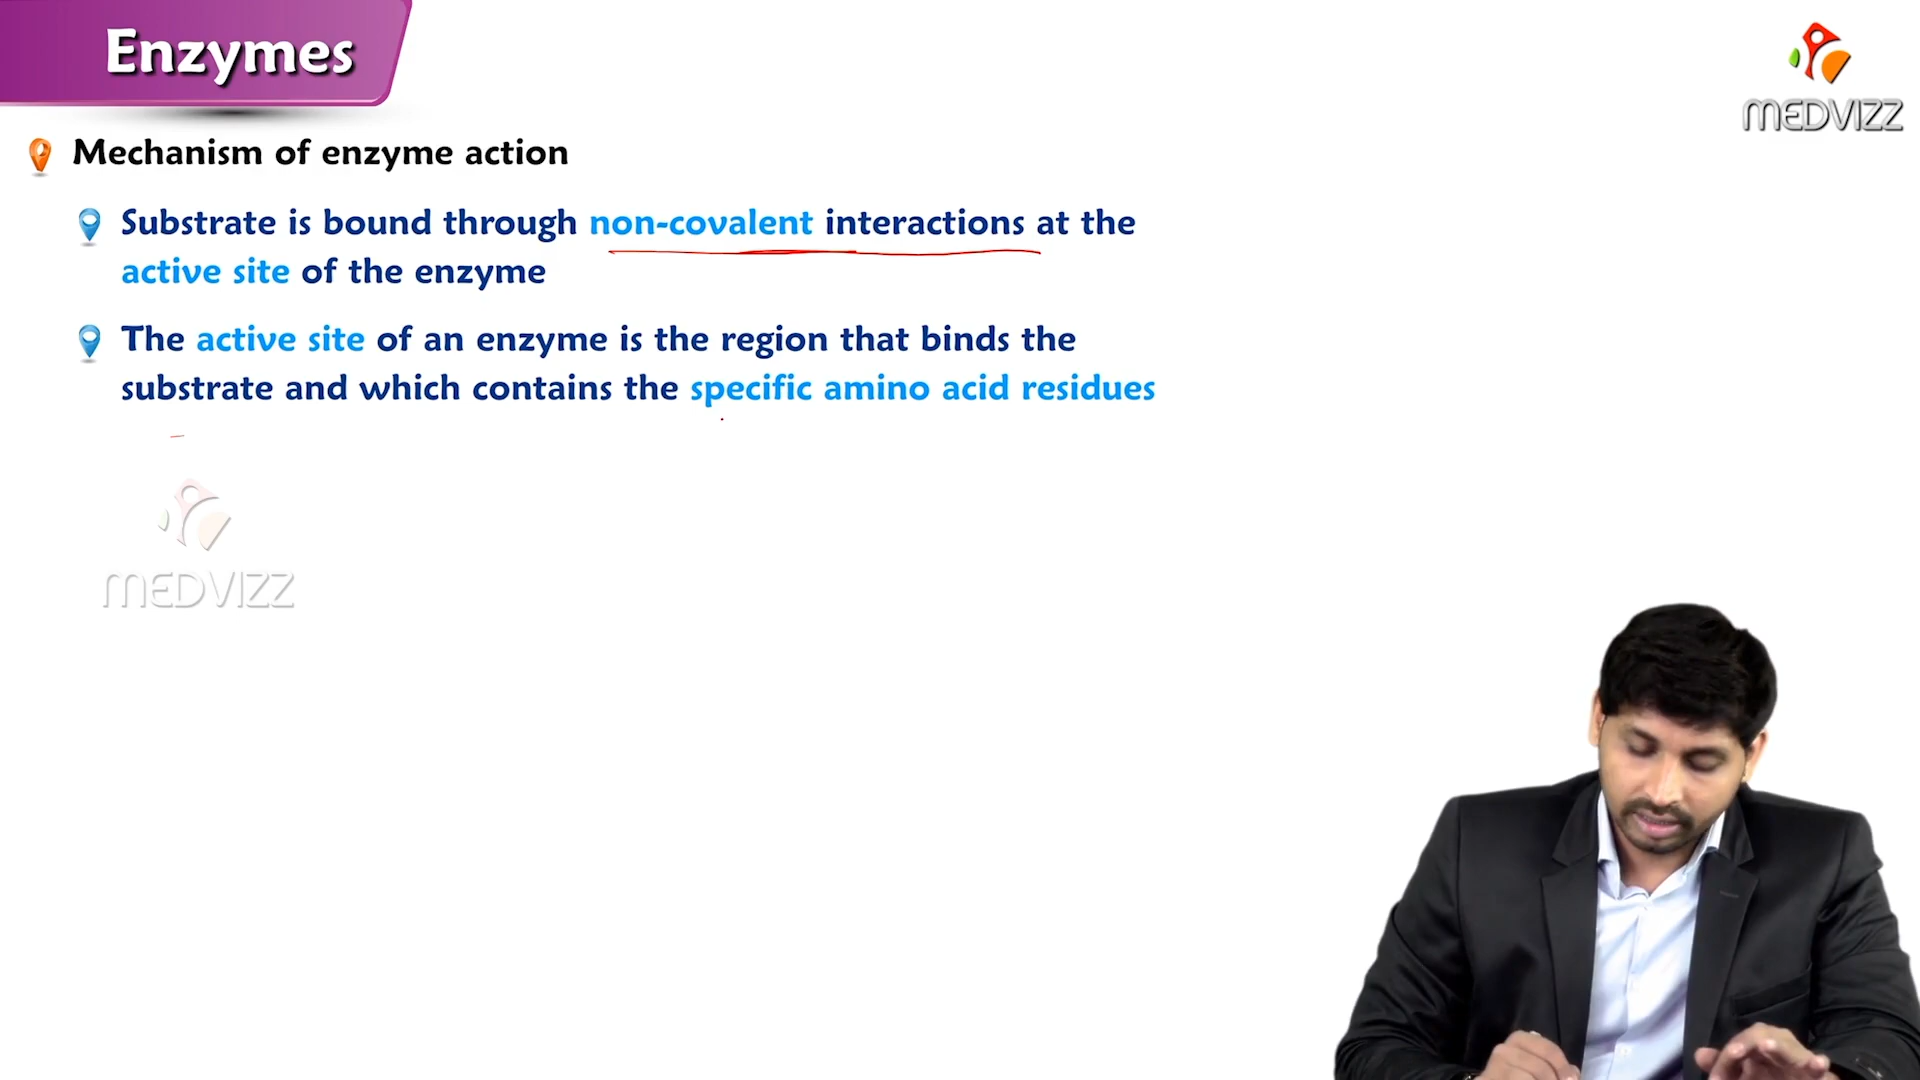 Enzymes
MEDVIZZ
Mechanism of enzyme action
Substrate is bound through non-covalent interactions at the
active site of the enzyme
The active site of an enzyme is the region that binds the
substrate and which contains the specific amino acid residues
MEDVIZZ